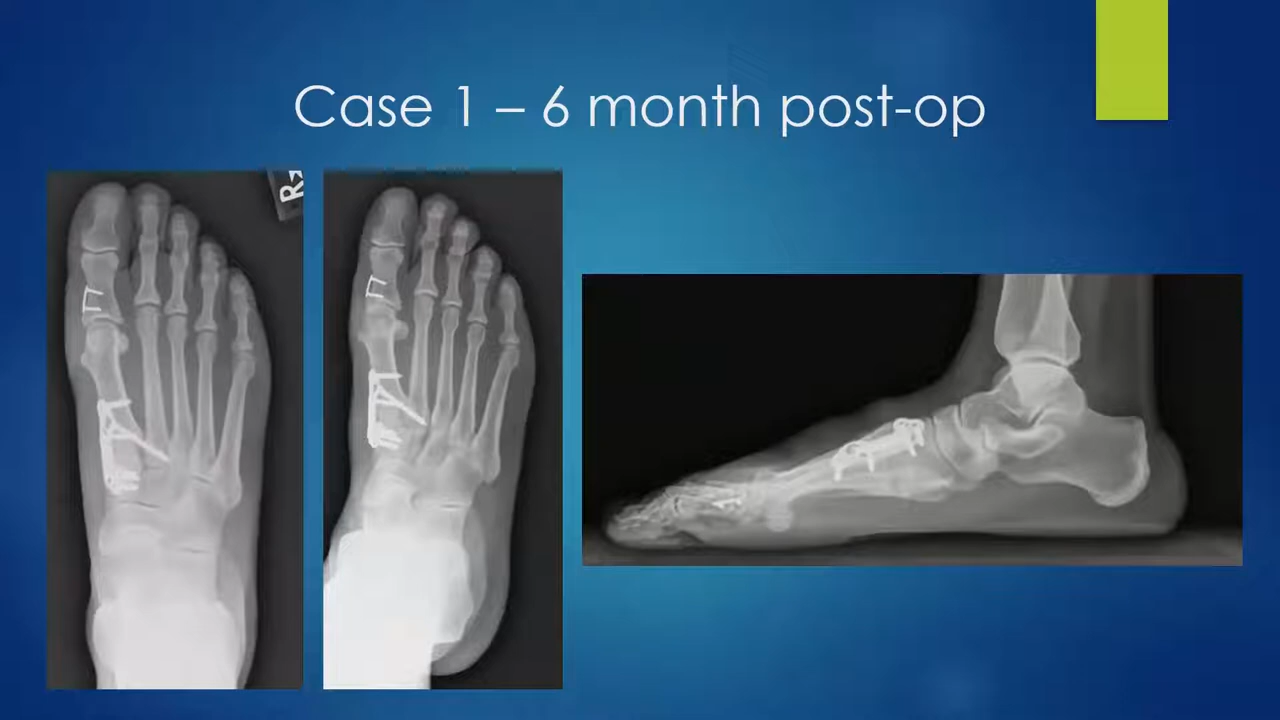 Case 1 – 6 month post-op
R